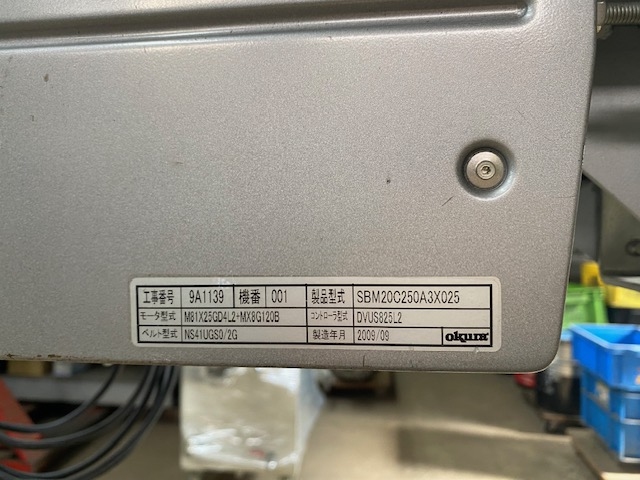 工事番号 9A1139 機番 001 製品型式 SBM20C250A3X025
モータ型式 M81X25GD4L2+MX8G120B コントローラ型式 DVUS825L2
ベルト型式 NS41UGS0/2G 製造年月 2009/09 okura